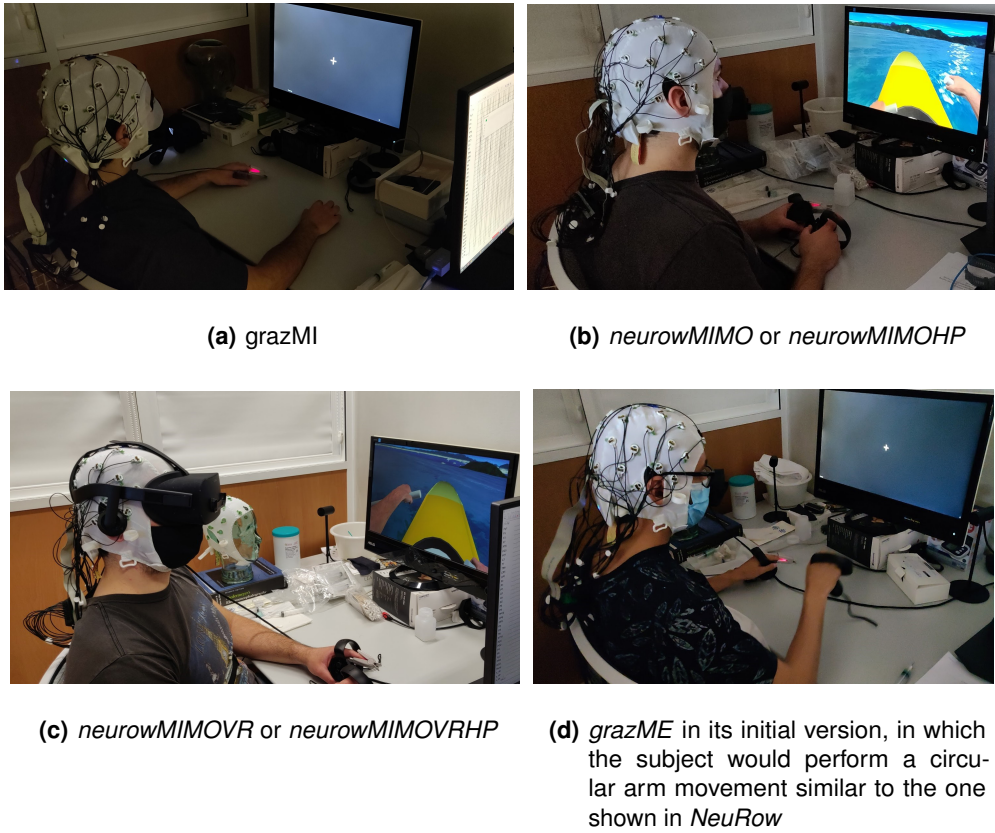 (a) grazMI
(b) neurowMIMO or neurowMIMOHP
(c) neurowMIMOVR or neurowMIMOVRHP
(d) grazME in its initial version, in which
the subject would perform a circu-
lar arm movement similar to the one
shown in NeuRow